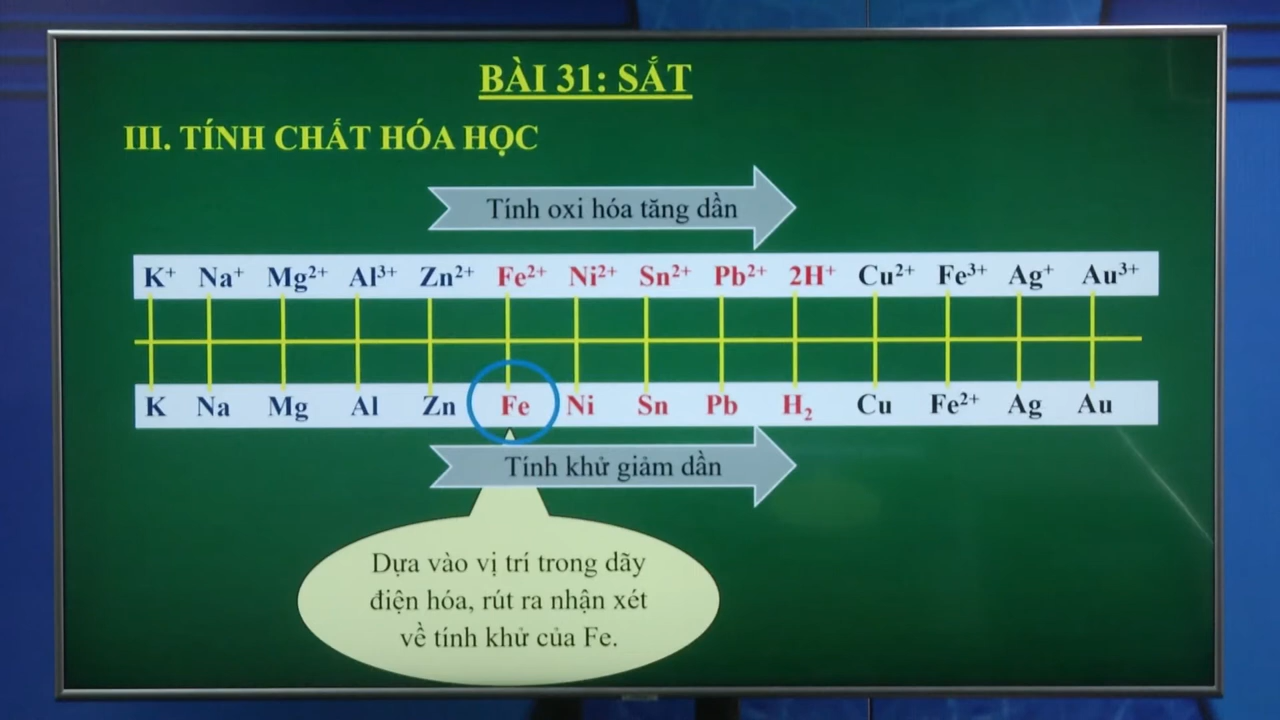 BÀI 31: SẮT
III. TÍNH CHẤT HÓA HỌC
Tính oxi hóa tăng dần
K⁺ Na⁺ Mg²⁺ Al³⁺ Zn²⁺ Fe²⁺ Ni²⁺ Sn²⁺ Pb²⁺ 2H⁺ Cu²⁺ Fe³⁺ Ag⁺ Au³⁺
K Na Mg Al Zn Fe Ni Sn Pb H₂ Cu Fe²⁺ Ag Au
Tính khử giảm dần
Dựa vào vị trí trong dãy
điện hóa, rút ra nhận xét
về tính khử của Fe.